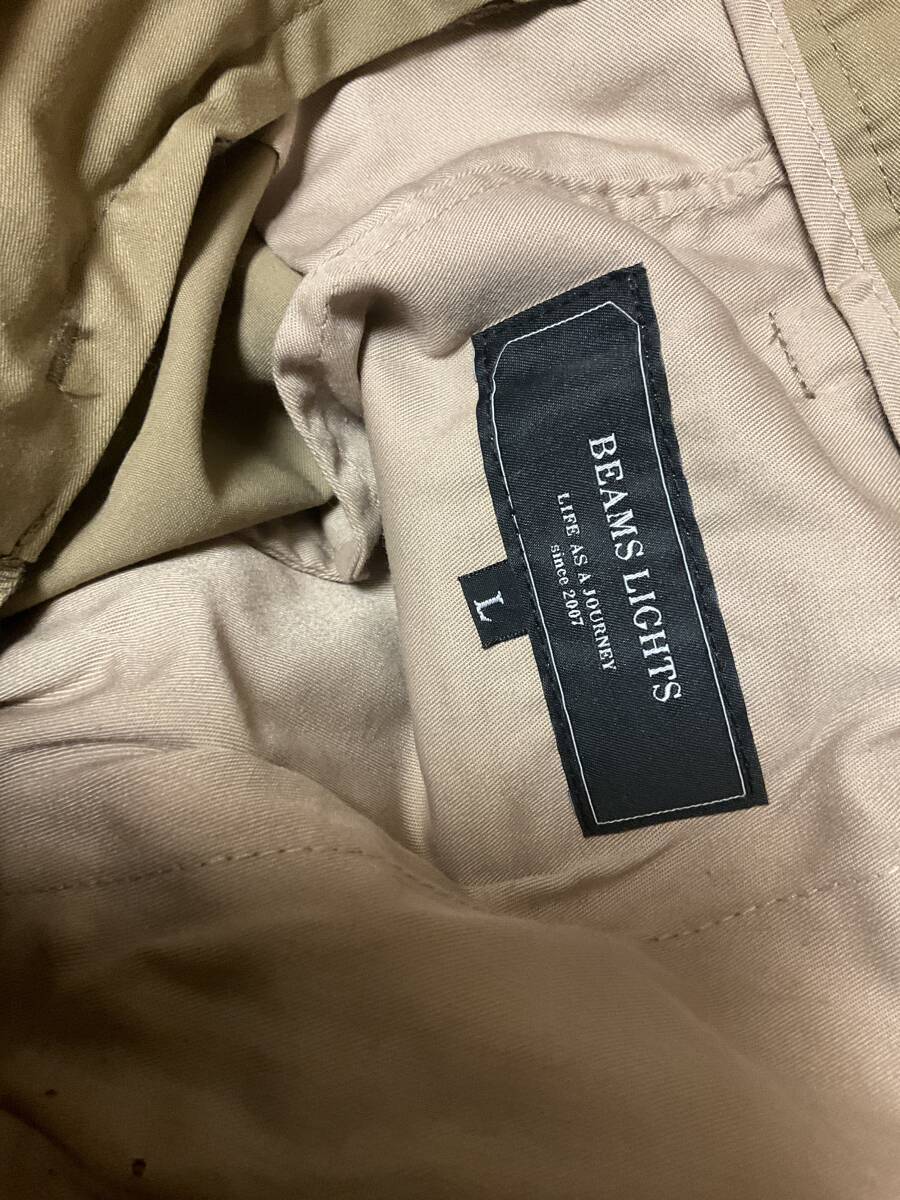 BEAMS LIGHTS
LIFE AS A JOURNEY
since 2007
L